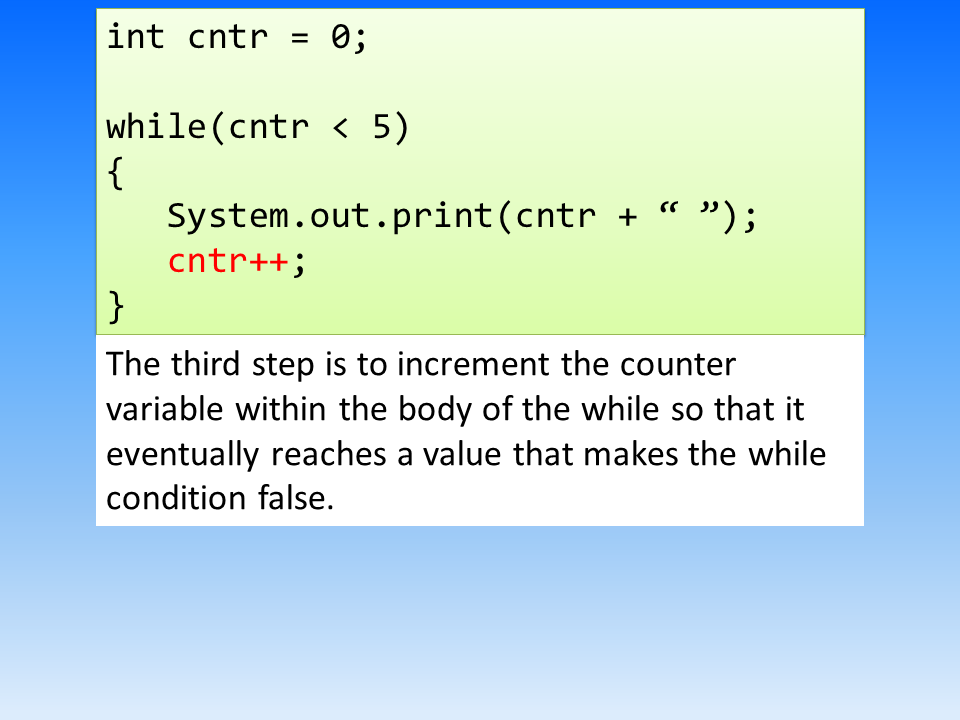 int cntr = 0;
while(cntr < 5)
{
System.out.print(cntr + “ ”);
cntr++;
}
The third step is to increment the counter
variable within the body of the while so that it
eventually reaches a value that makes the while
condition false.